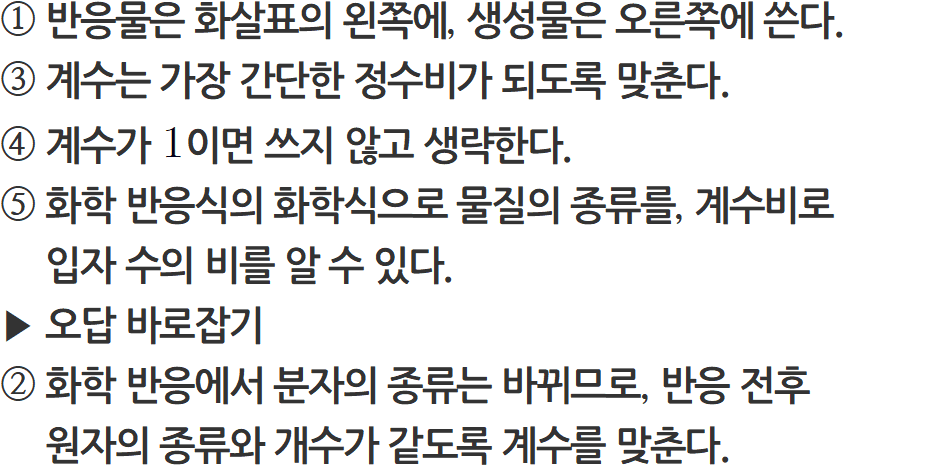 ① 반응물은 화살표의 왼쪽에, 생성물은 오른쪽에 쓴다.
③ 계수는 가장 간단한 정수비가 되도록 맞춘다.
④ 계수가 1이면 쓰지 않고 생략한다.
⑤ 화학 반응식의 화학식으로 물질의 종류를, 계수비로
입자 수의 비를 알 수 있다.
▶ 오답 바로잡기
② 화학 반응에서 분자의 종류는 바뀌므로, 반응 전후
원자의 종류와 개수가 같도록 계수를 맞춘다.